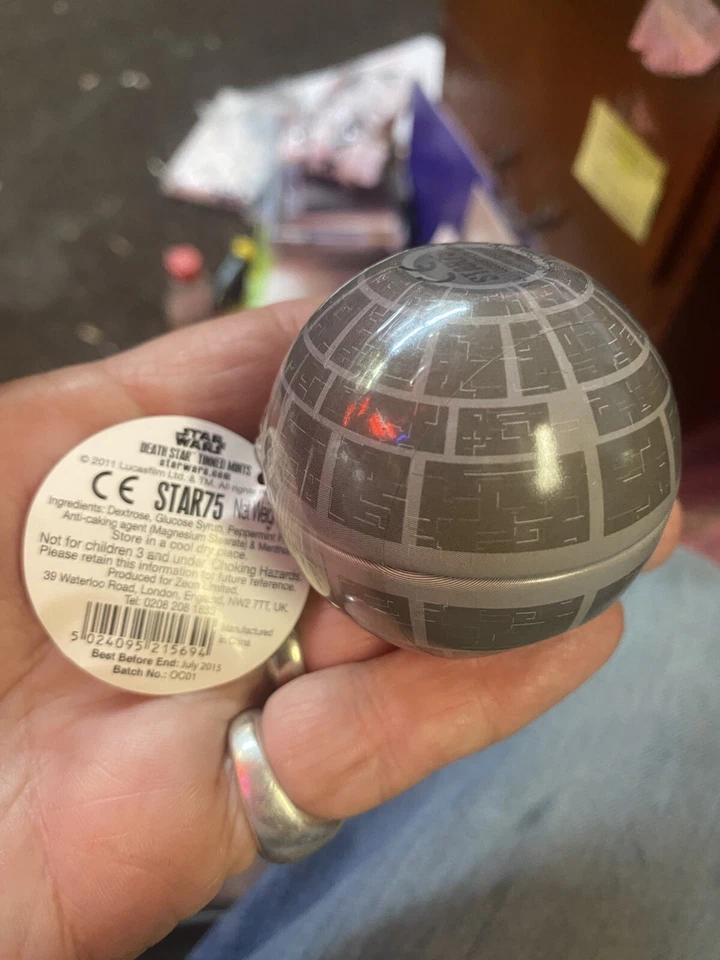 STAR
WARS
DEATH STAR TINNED MINTS
starwars.com
© 2011 Lucasfilm Ltd. & TM. All rights
CE STAR75
Ingredients: Dextrose, Glucose Syrup, Peppermint
Anti-caking agent (Magnesium Stearate) & Menthol
Store in a cool dry place.
Not for children 3 and under. Choking Hazards.
Please retain this information for future reference.
Produced for Zeon Limited.
39 Waterloo Road, London, England, NW2 7TT, UK.
Tel: 0208 208 1833
5 024095 215694
Manufactured
in China
Best Before End: July 2015
Batch No.: OC01